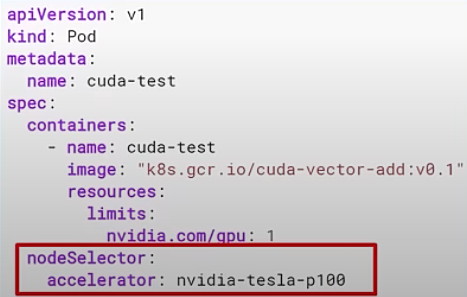 apiVersion: v1
kind: Pod
metadata:
  name: cuda-test
spec:
  containers:
    - name: cuda-test
      image: "k8s.gcr.io/cuda-vector-add:v0.1"
      resources:
        limits:
          nvidia.com/gpu: 1
  nodeSelector:
    accelerator: nvidia-tesla-p100